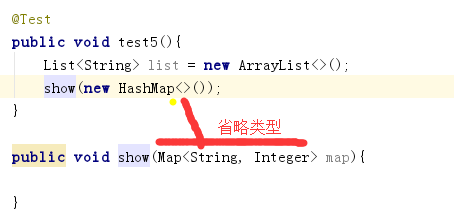 @Test
public void test5(){
List<String> list = new ArrayList<>();
show(new HashMap<>());
}
省略类型
public void show(Map<String, Integer> map){
}